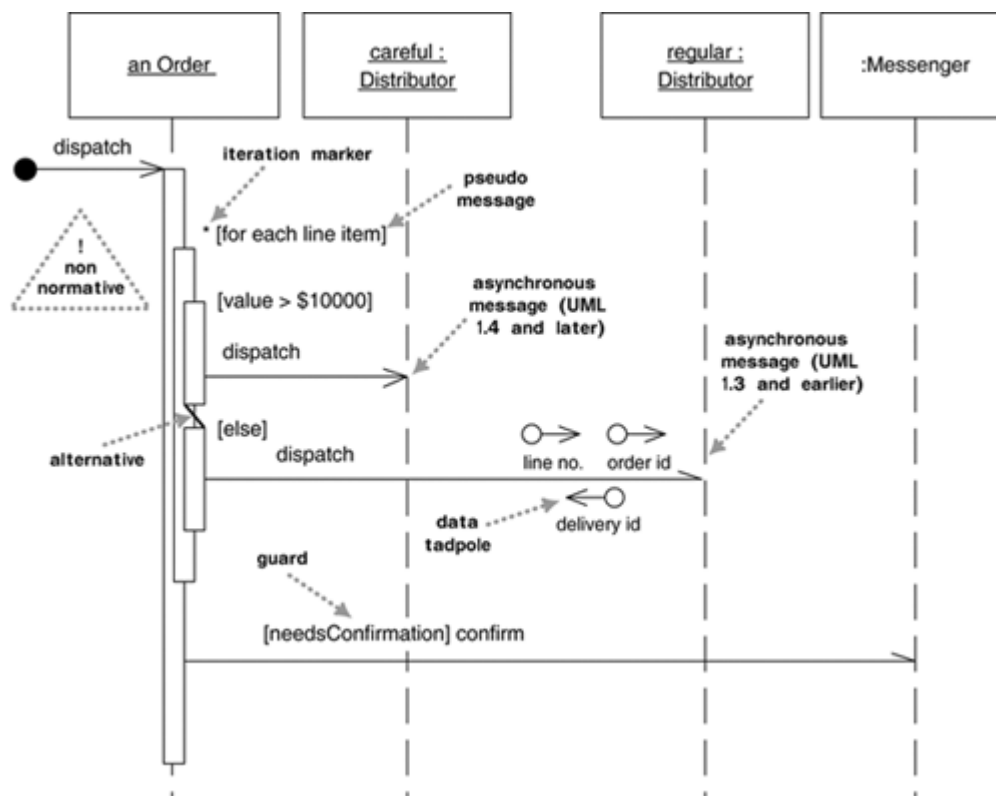 an Order
careful :
Distributor
regular :
Distributor
:Messenger
dispatch
iteration marker
pseudo
message
* [for each line item]
!
non
normative
[value > $10000]
asynchronous
message (UML
1.4 and later)
asynchronous
message (UML
1.3 and earlier)
dispatch
[else]
alternative
dispatch
line no.
order id
delivery id
data
tadpole
guard
[needsConfirmation] confirm